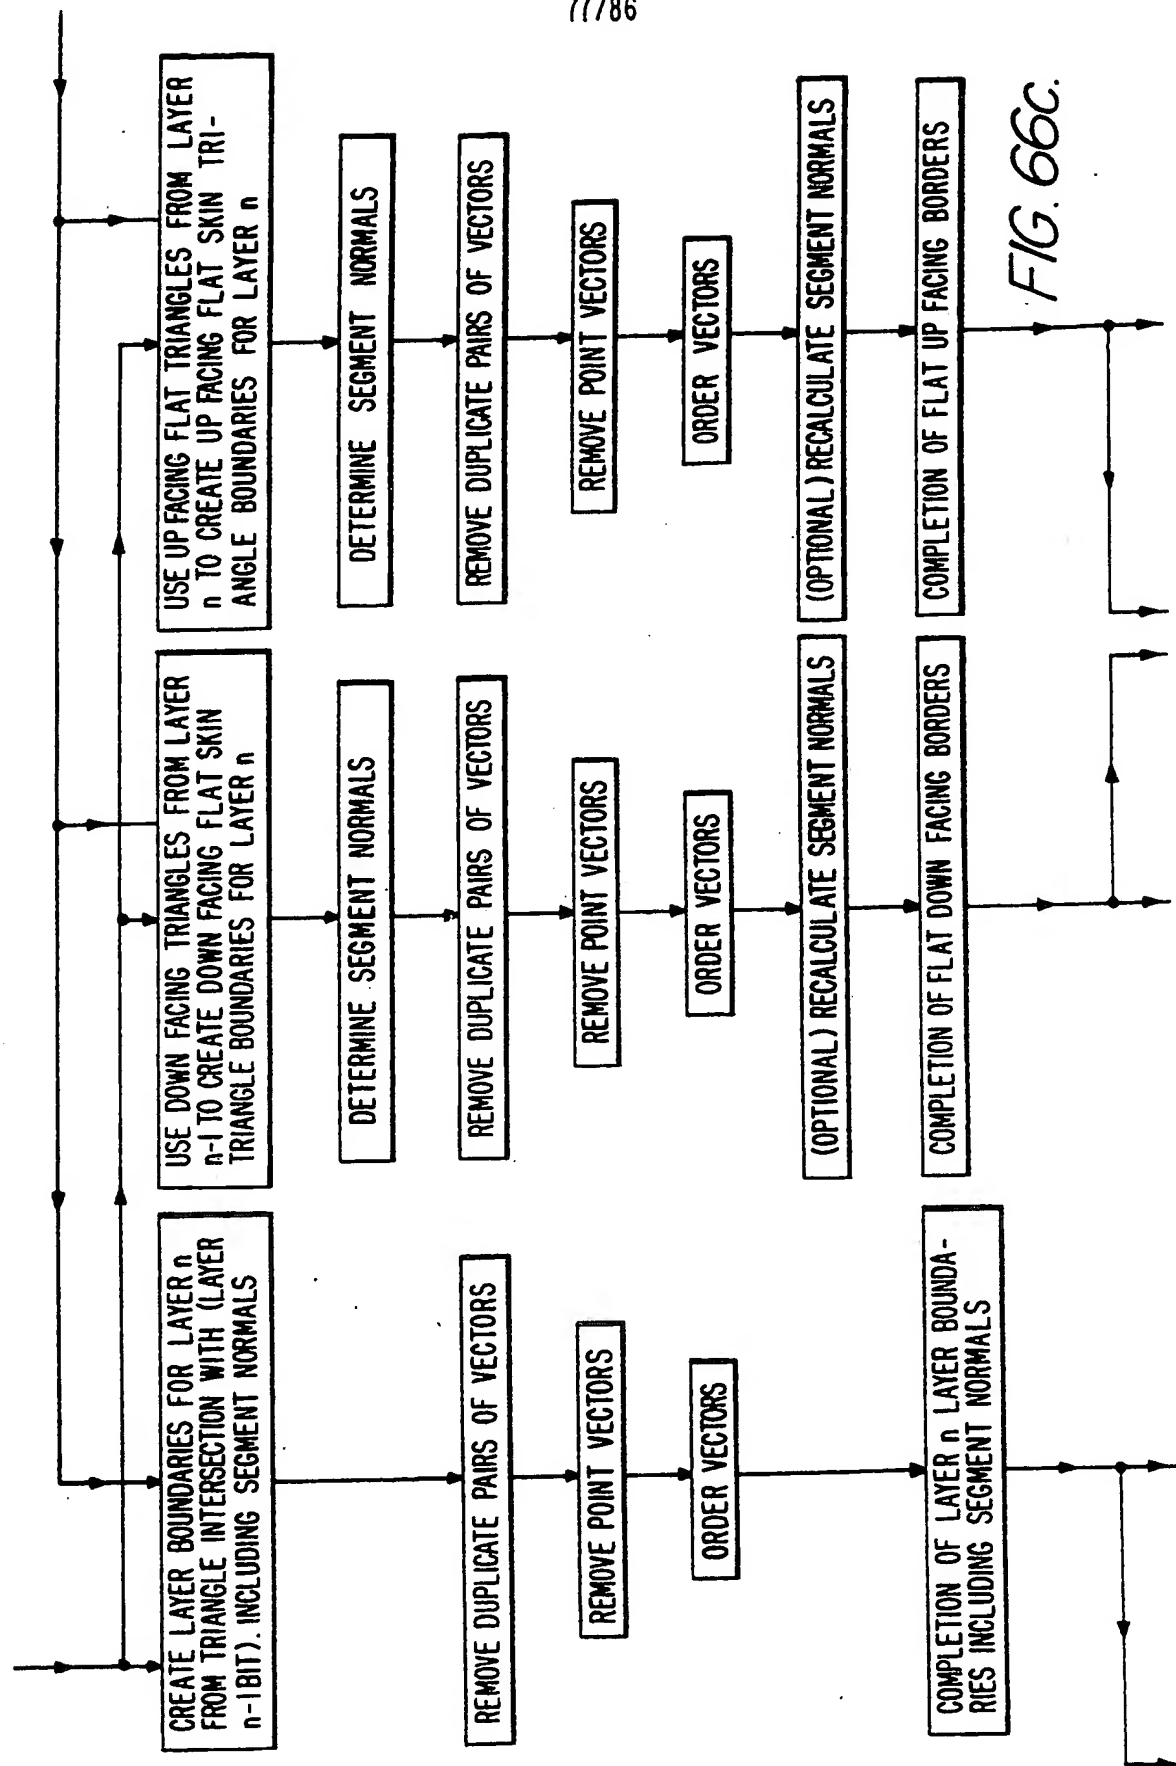 77/86
CREATE LAYER BOUNDARIES FOR LAYER n
FROM TRIANGLE INTERSECTION WITH (LAYER
n-1 BIT). INCLUDING SEGMENT NORMALS
REMOVE DUPLICATE PAIRS OF VECTORS
REMOVE POINT VECTORS
ORDER VECTORS
COMPLETION OF LAYER n LAYER BOUNDA-
RIES INCLUDING SEGMENT NORMALS
USE DOWN FACING TRIANGLES FROM LAYER
n-1 TO CREATE DOWN FACING FLAT SKIN
TRIANGLE BOUNDARIES FOR LAYER n
DETERMINE SEGMENT NORMALS
REMOVE DUPLICATE PAIRS OF VECTORS
REMOVE POINT VECTORS
ORDER VECTORS
(OPTIONAL) RECALCULATE SEGMENT NORMALS
COMPLETION OF FLAT DOWN FACING BORDERS
USE UP FACING FLAT TRIANGLES FROM LAYER
n TO CREATE UP FACING FLAT SKIN TRI-
ANGLE BOUNDARIES FOR LAYER n
DETERMINE SEGMENT NORMALS
REMOVE DUPLICATE PAIRS OF VECTORS
REMOVE POINT VECTORS
ORDER VECTORS
(OPTIONAL) RECALCULATE SEGMENT NORMALS
COMPLETION OF FLAT UP FACING BORDERS
FIG. 66C.